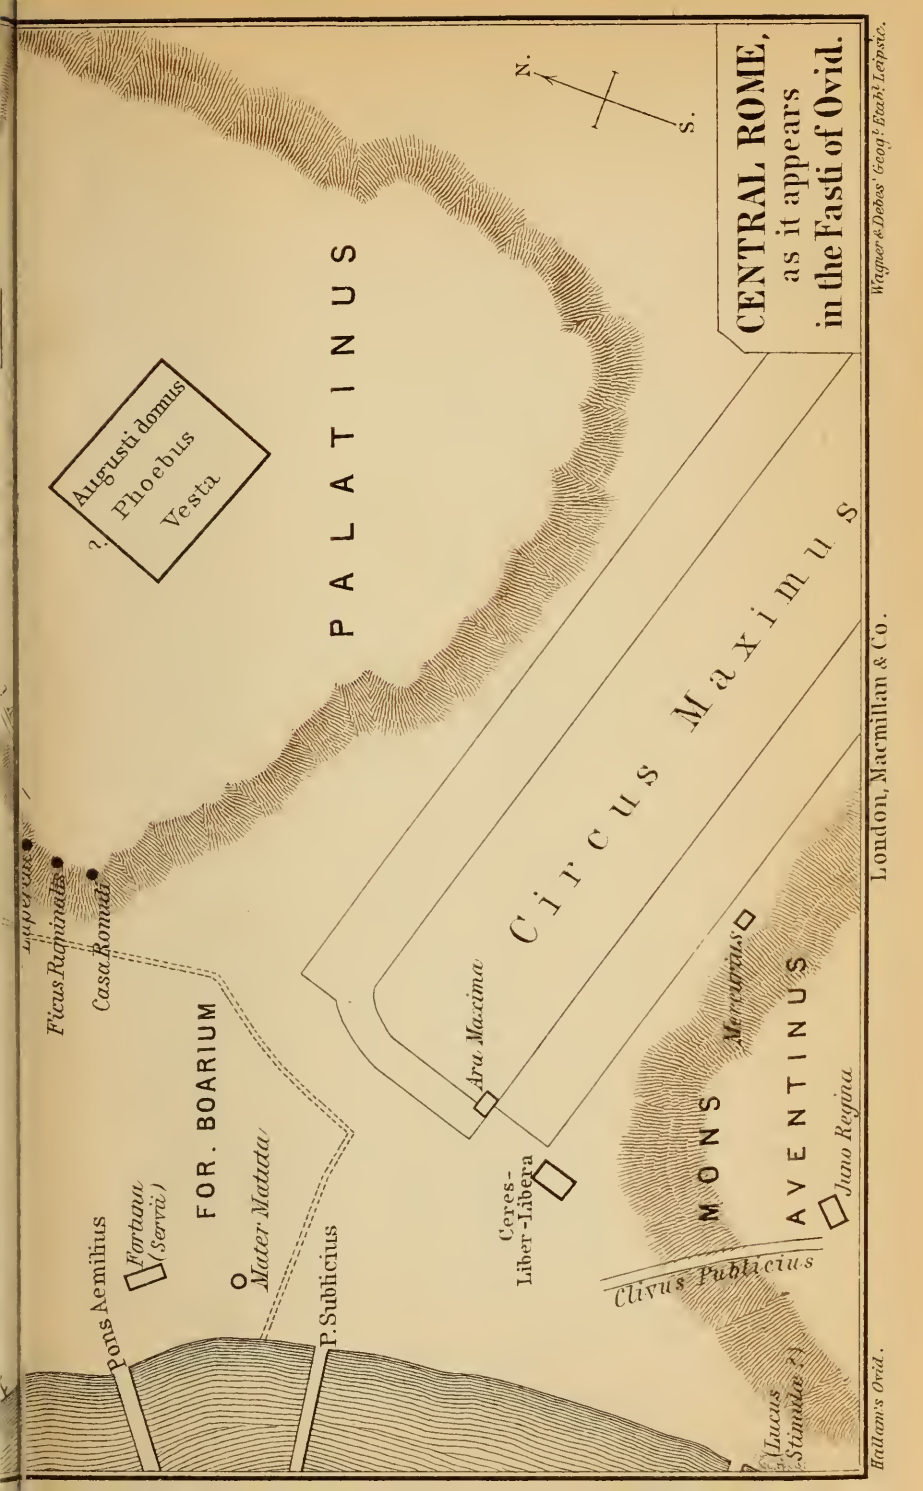 CENTRAL ROME,
as it appears
in the Fasti of Ovid.
N.
S.
PALATINUS
Augusti domus
Phoebus
Vesta
?
Ficus Ruminalis
Casa Romuli
FOR. BOARIUM
Pons Aemilius
Fortuna
(Servii)
Mater Matuta
P. Sublicius
Ara Maxima
Circus Maximus
Ceres-
Liber-Libera
MONS
AVENTINUS
Mercurius
Juno Regina
Clivus Publicius
(Lucus
Stimulæ ?)
Hallam's Ovid.
London, Macmillan & Co.
Wagner & Debes' Geog! Etab! Leipsic.